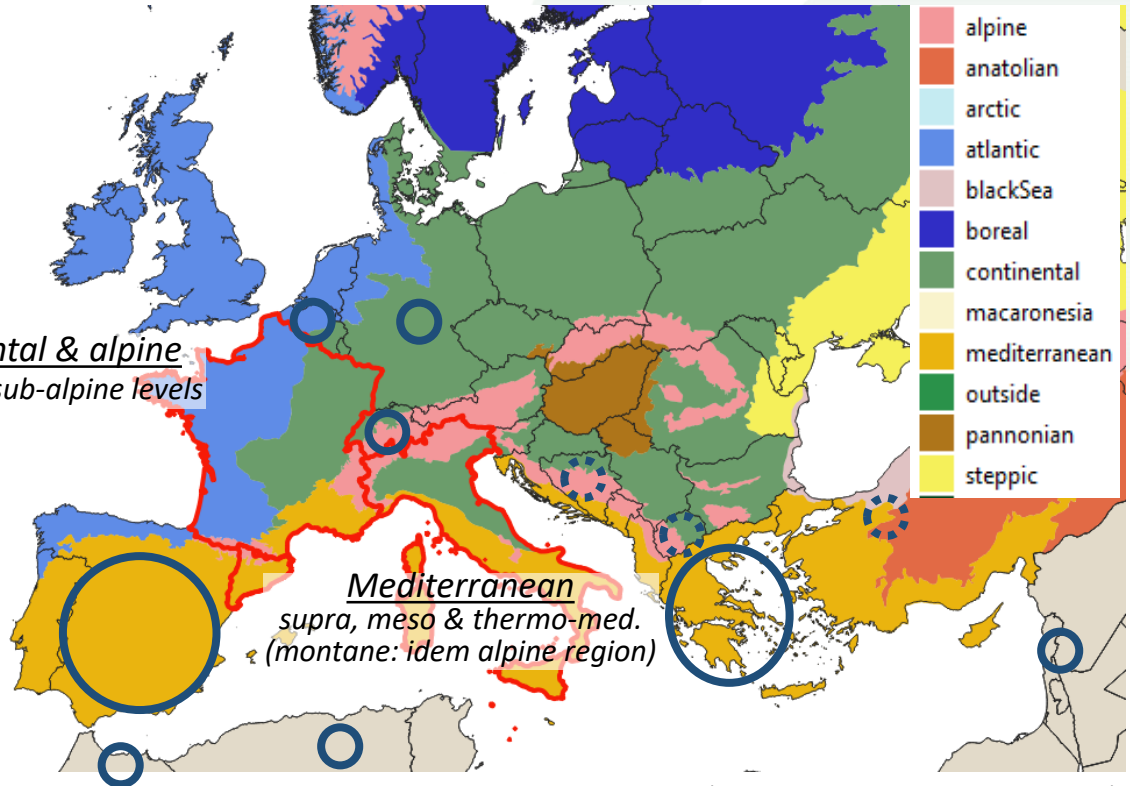 alpine
anatolian
arctic
atlantic
blackSea
boreal
continental
macaronesia
mediterranean
outside
pannonian
steppic
ntal & alpine
sub-alpine levels
Mediterranean
supra, meso & thermo-med.
(montane: idem alpine region)